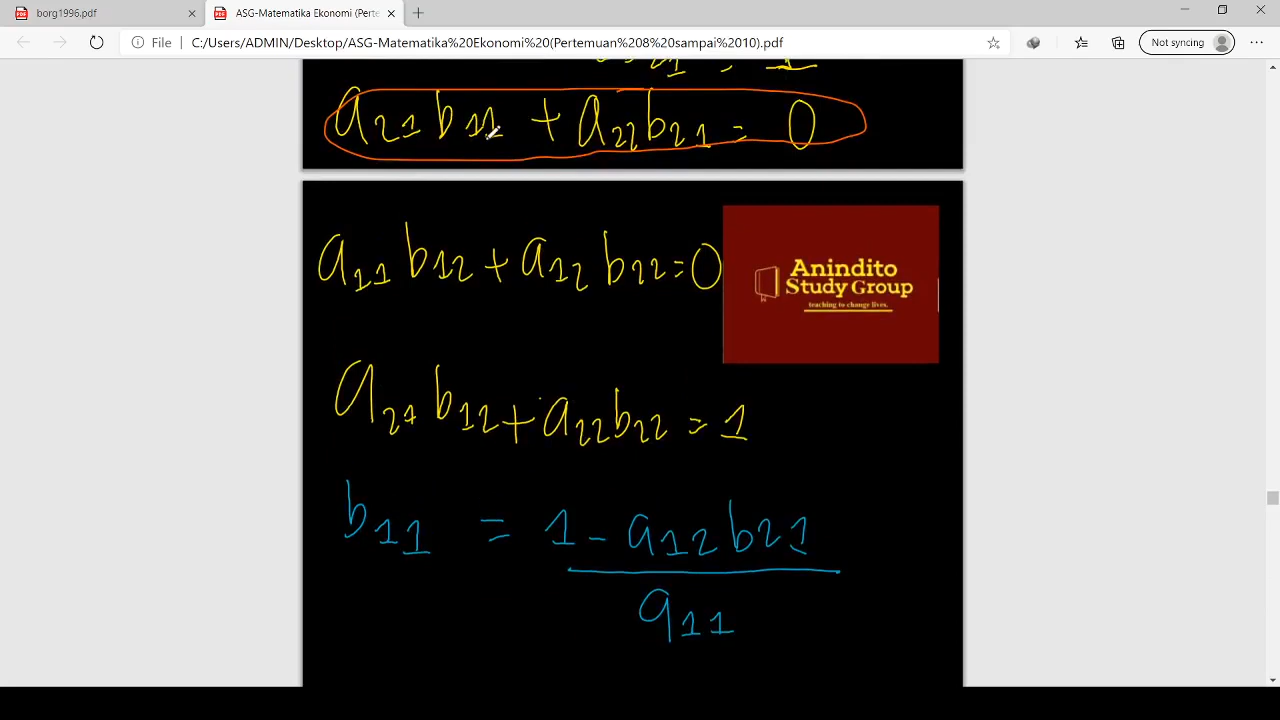 borg1996.pdf
ASG-Matematika Ekonomi (Perte
File
C:/Users/ADMIN/Desktop/ASG-Matematika%20Ekonomi%20(Pertemuan%208%20sampai%2010).pdf
Not syncing
a21 b11 + a22 b21 = 0
a11 b12 + a12 b22 = 0
Anindito
Study Group
teaching to change lives.
a21 b12 + a22 b22 = 1
b11 = 1 - a12 b21
a11